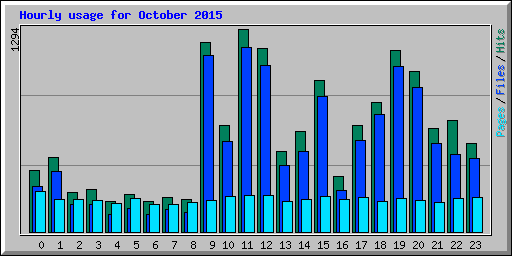 Hourly usage for October 2015
1294
Pages/Files/Hits
0 1 2 3 4 5 6 7 8 9 10 11 12 13 14 15 16 17 18 19 20 21 22 23